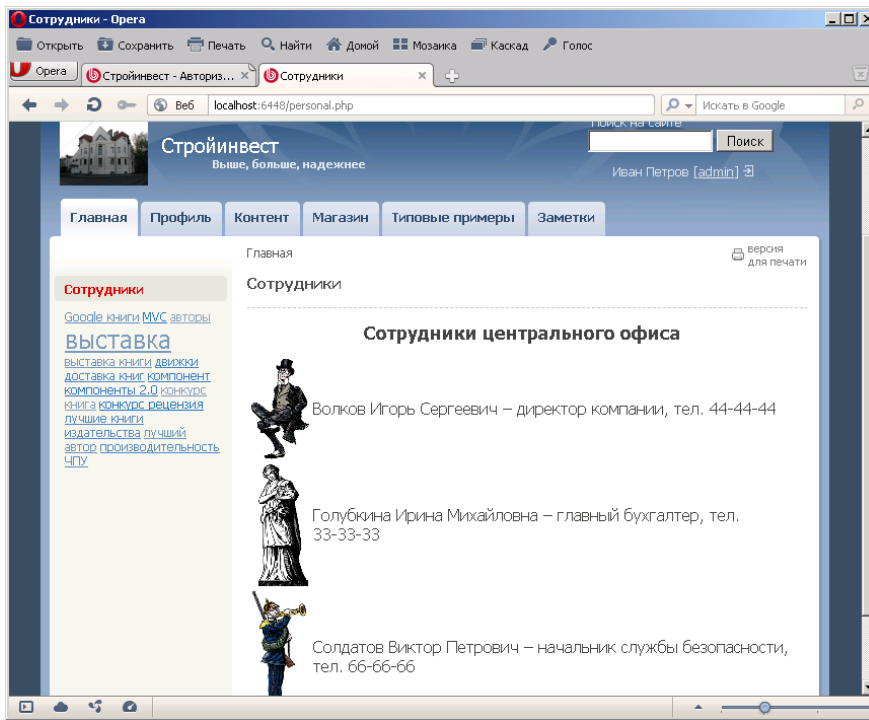 Сотрудники - Opera
Открыть Сохранить Печать Найти Домой Мозаика Каскад Голос
Opera Стройинвест - Авториз... Сотрудники
Веб localhost:6448/personal.php Искать в Google
Поиск на сайте
Стройинвест
Выше, больше, надежнее
Поиск
Иван Петров [admin]
Главная Профиль Контент Магазин Типовые примеры Заметки
Главная
версия
для печати
Сотрудники
Сотрудники
Google книги MVC авторы
выставка
выставка книги движки
доставка книг компонент
компоненты 2.0 конкурс
книга конкурс рецензия
лучшие книги
издательства лучший
автор производительность
ЧПУ
Сотрудники центрального офиса
Волков Игорь Сергеевич – директор компании, тел. 44-44-44
Голубкина Ирина Михайловна – главный бухгалтер, тел.
33-33-33
Солдатов Виктор Петрович – начальник службы безопасности,
тел. 66-66-66